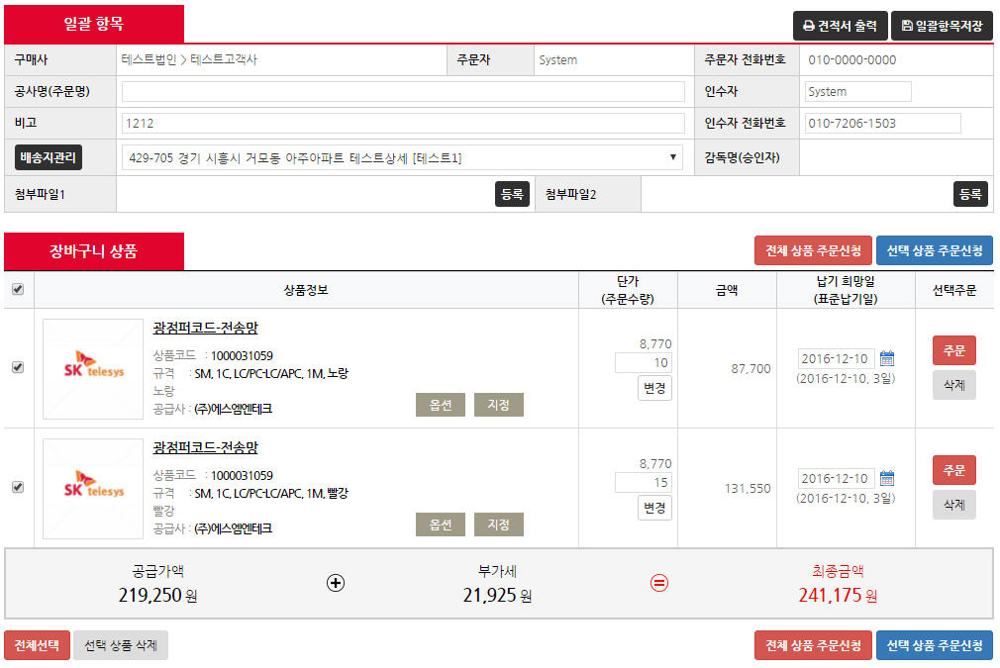 일괄 항목
견적서 출력 일괄항목저장
구매사 테스트법인 > 테스트고객사 주문자 System 주문자 전화번호 010-0000-0000
공사명(주문명) 인수자 System
비고 1212 인수자 전화번호 010-7206-1503
배송지관리 429-705 경기 시흥시 거모동 아주아파트 테스트상세 [테스트1] 감독명(승인자)
첨부파일1 등록 첨부파일2 등록
장바구니 상품
전체 상품 주문신청 선택 상품 주문신청
상품정보 단가 (주문수량) 금액 납기 희망일 (표준납기일) 선택주문
SK telesys
광점퍼코드-전송망
상품코드 : 1000031059
규격 : SM, 1C, LC/PC-LC/APC, 1M, 노랑
노랑
공급사 : (주)에스엠엔테크
옵션 지정
8,770
10
변경
87,700
2016-12-10
(2016-12-10, 3일)
주문
삭제
SK telesys
광점퍼코드-전송망
상품코드 : 1000031059
규격 : SM, 1C, LC/PC-LC/APC, 1M, 빨강
빨강
공급사 : (주)에스엠엔테크
옵션 지정
8,770
15
변경
131,550
2016-12-10
(2016-12-10, 3일)
주문
삭제
공급가액 부가세 최종금액
219,250 원 21,925 원 241,175 원
전체선택 선택 상품 삭제 전체 상품 주문신청 선택 상품 주문신청